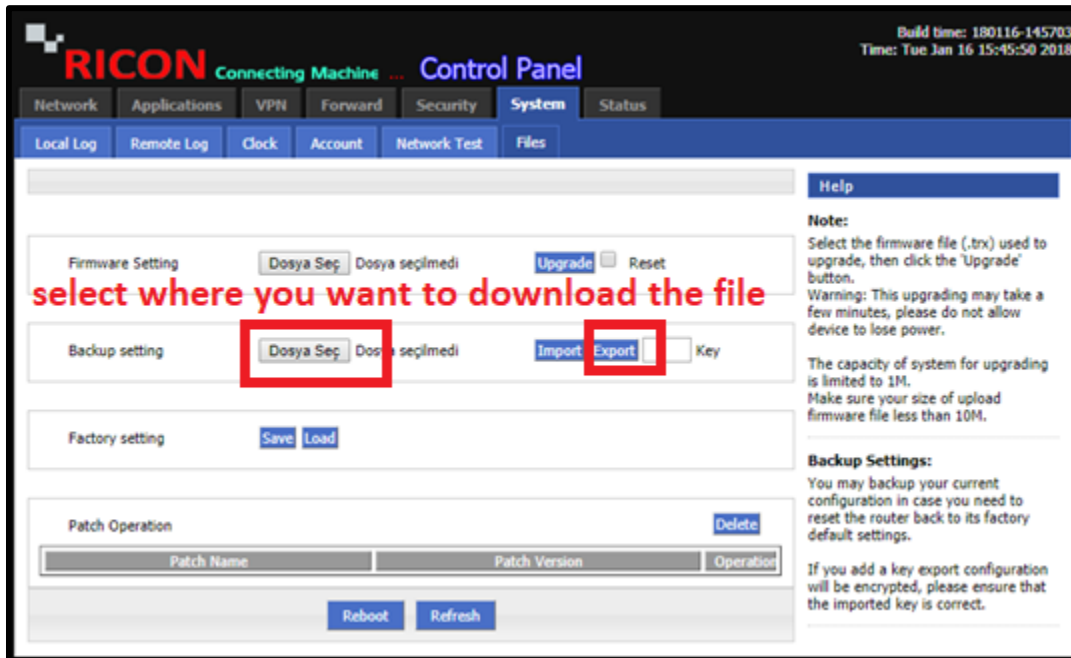 Build time: 180116-145703
Time: Tue Jan 16 15:45:50 2018
RICON Connecting Machine ... Control Panel
Network Applications VPN Forward Security System Status
Local Log Remote Log Clock Account Network Test Files
Firmware Setting Dosya Seç Dosya seçilmedi Upgrade Reset
select where you want to download the file
Backup setting Dosya Seç Dosya seçilmedi Import Export Key
Factory setting Save Load
Patch Operation Delete
Patch Name Patch Version Operation
Reboot Refresh
Help
Note:
Select the firmware file (.trx) used to
upgrade, then click the 'Upgrade'
button.
Warning: This upgrading may take a
few minutes, please do not allow
device to lose power.
The capacity of system for upgrading
is limited to 1M.
Make sure your size of upload
firmware file less than 10M.
Backup Settings:
You may backup your current
configuration in case you need to
reset the router back to its factory
default settings.
If you add a key export configuration
will be encrypted, please ensure that
the imported key is correct.